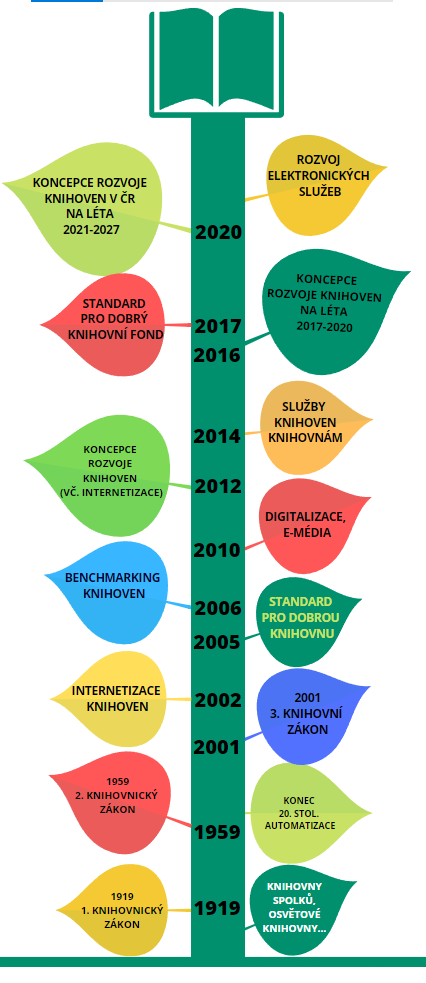 ROZVOJ
ELEKTRONICKÝCH
SLUŽEB
KONCEPCE ROZVOJE
KNIHOVEN V ČR
NA LÉTA
2021-2027
2020
KONCEPCE
ROZVOJE KNIHOVEN
NA LÉTA
2017-2020
STANDARD
PRO DOBRÝ
KNIHOVNÍ FOND
2017
2016
SLUŽBY
KNIHOVEN
KNIHOVNÁM
2014
KONCEPCE
ROZVOJE
KNIHOVEN
(VČ. INTERNETIZACE)
2012
DIGITALIZACE,
E-MÉDIA
2010
BENCHMARKING
KNIHOVEN
2006
STANDARD
PRO DOBROU
KNIHOVNU
2005
INTERNETIZACE
KNIHOVEN
2002
2001
3. KNIHOVNÍ
ZÁKON
2001
1959
2. KNIHOVNICKÝ
ZÁKON
KONEC
20. STOL.
AUTOMATIZACE
1959
1919
1. KNIHOVNICKÝ
ZÁKON
1919
KNIHOVNY
SPOLKŮ,
OSVĚTOVÉ
KNIHOVNY...